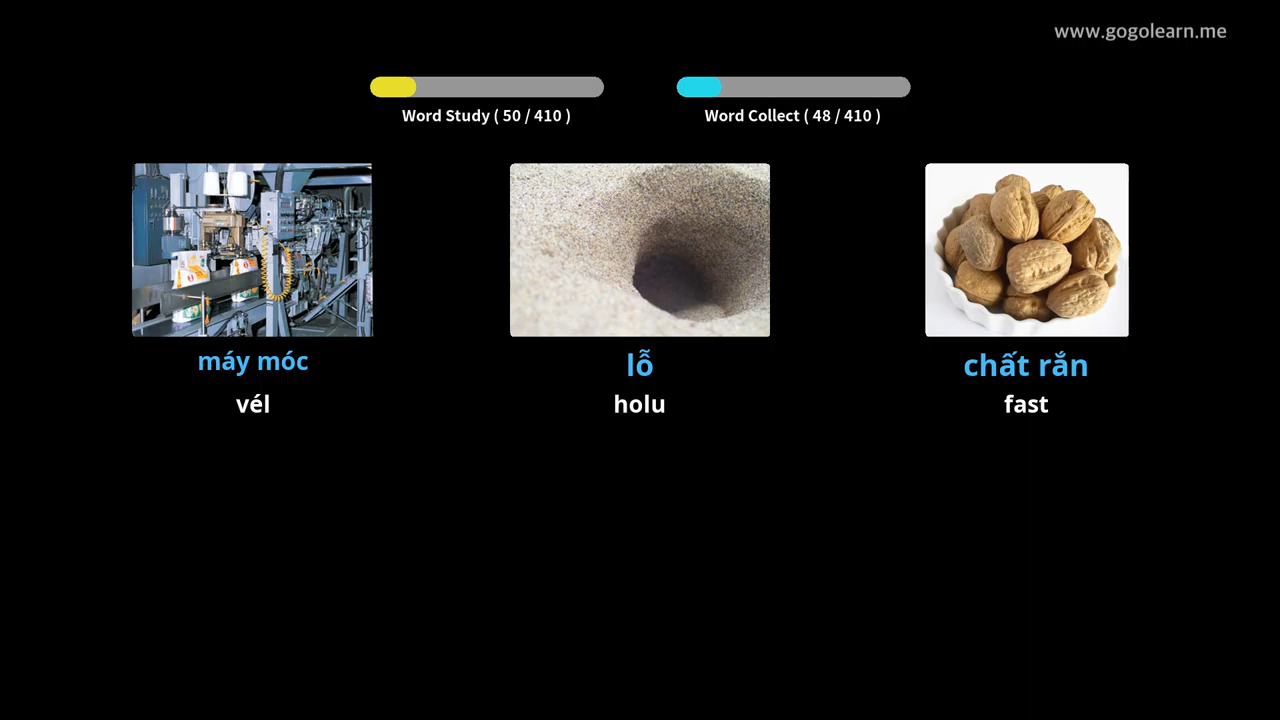 www.gogolearn.me
Word Study ( 50 / 410 )
Word Collect ( 48 / 410 )
máy móc
lỗ
chất rắn
vél
holu
fast